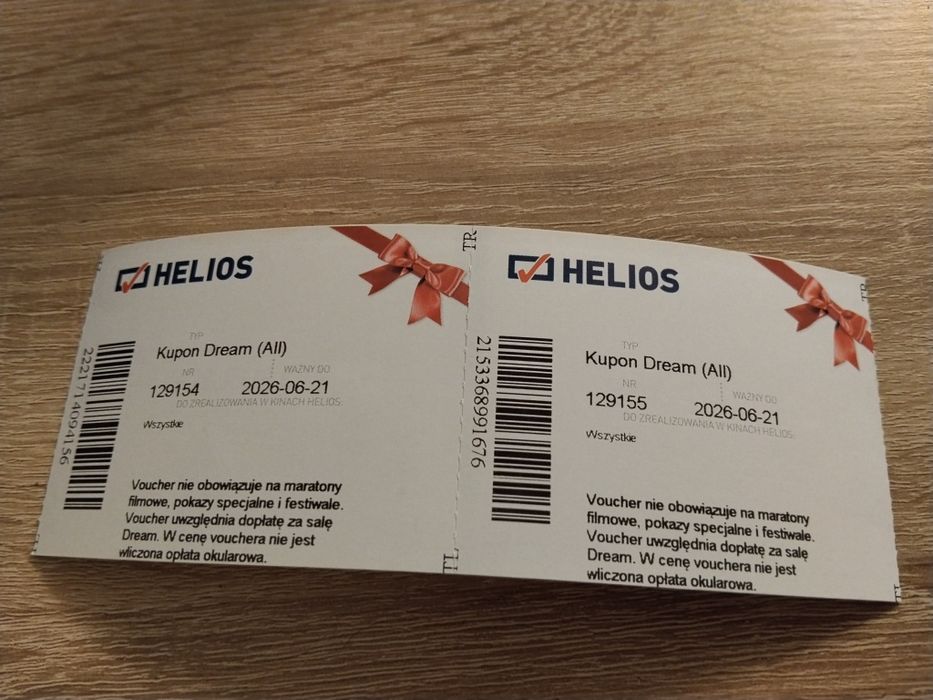 HELIOS
TYP
Kupon Dream (All)
NR
WAŻNY DO
129154
2026-06-21
DO ZREALIZOWANIA W KINACH HELIOS:
Wszystkie
Voucher nie obowiązuje na maratony
filmowe, pokazy specjalne i festiwale.
Voucher uwzględnia dopłatę za salę
Dream. W cenę vouchera nie jest
wliczona opłata okularowa.
2221714094156
TR
TL
HELIOS
TYP
Kupon Dream (All)
NR
WAŻNY DO
129155
2026-06-21
DO ZREALIZOWANIA W KINACH HELIOS:
Wszystkie
Voucher nie obowiązuje na maratony
filmowe, pokazy specjalne i festiwale.
Voucher uwzględnia dopłatę za salę
Dream. W cenę vouchera nie jest
wliczona opłata okularowa.
2153368991676
TR